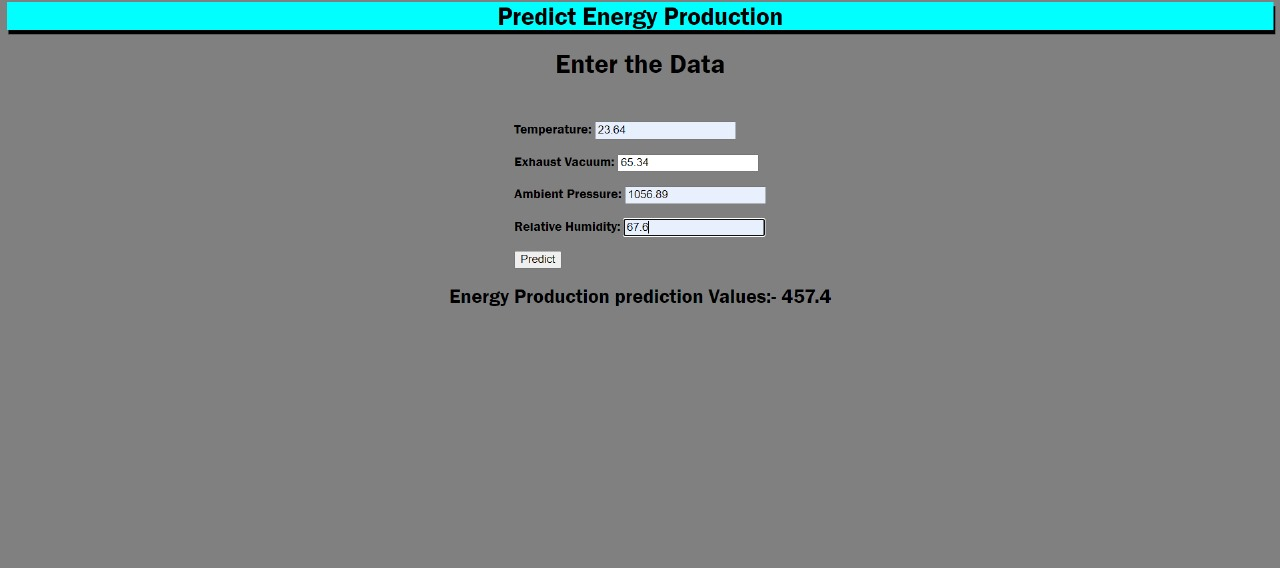 Predict Energy Production
Enter the Data
Temperature: 23.64
Exhaust Vacuum: 65.34
Ambient Pressure: 1056.89
Relative Humidity: 67.6
Predict
Energy Production prediction Values:- 457.4